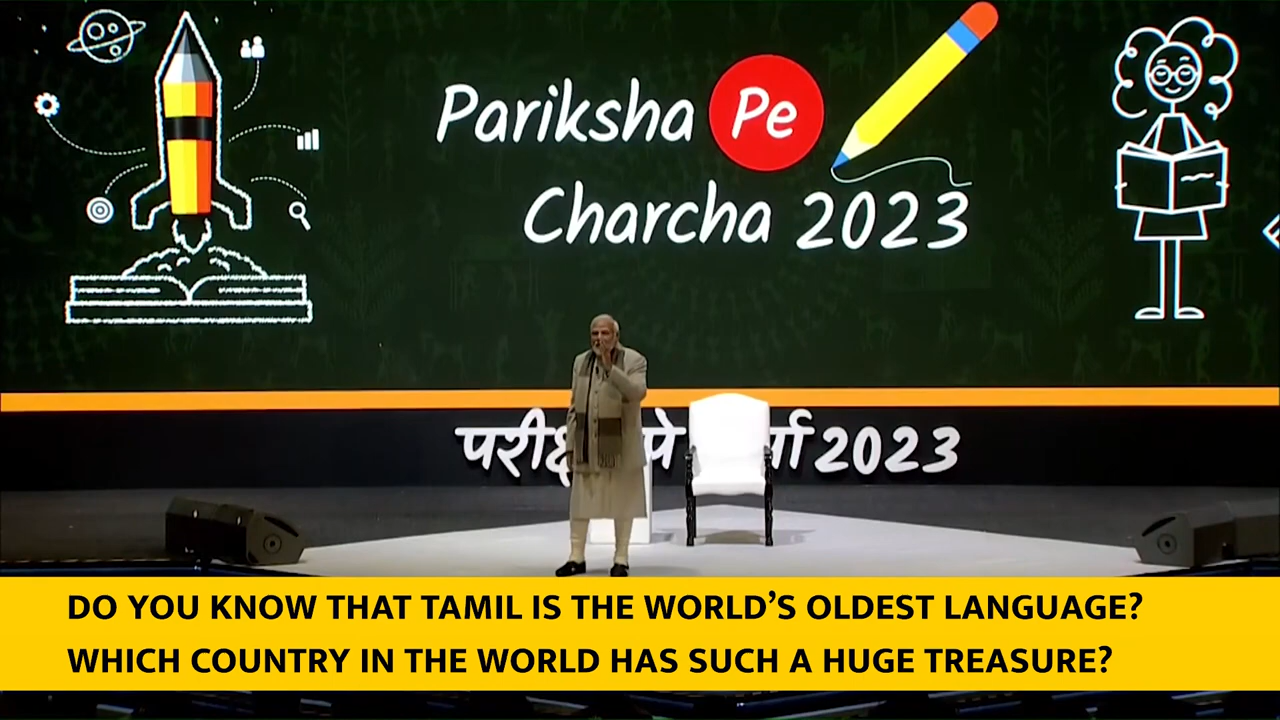 Pariksha Pe
Charcha 2023
2023
DO YOU KNOW THAT TAMIL IS THE WORLD’S OLDEST LANGUAGE?
WHICH COUNTRY IN THE WORLD HAS SUCH A HUGE TREASURE?